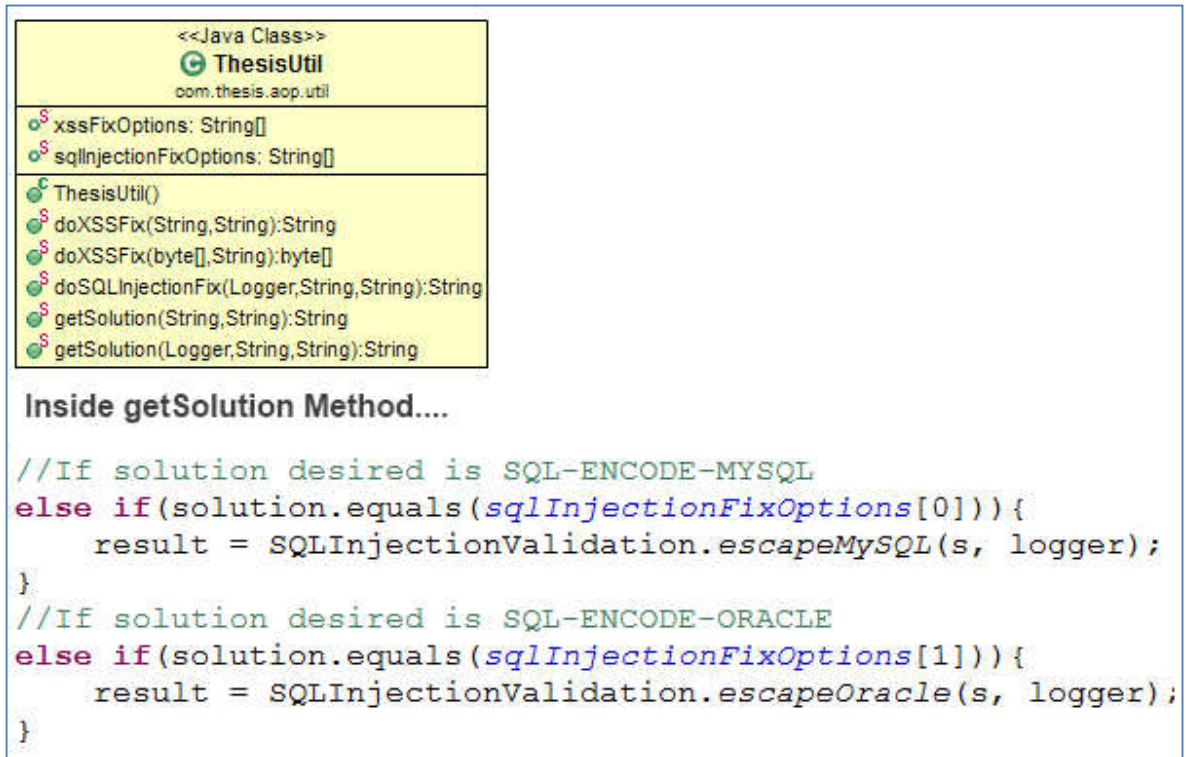 <<Java Class>>
C ThesisUtil
com.thesis.aop.util
S xssFixOptions: String[]
S sqlInjectionFixOptions: String[]
C ThesisUtil()
S doXSSFix(String,String):String
S doXSSFix(byte[],String):byte[]
S doSQLInjectionFix(Logger,String,String):String
S getSolution(String,String):String
S getSolution(Logger,String,String):String
Inside getSolution Method....
//If solution desired is SQL-ENCODE-MYSQL
else if(solution.equals(sqlInjectionFixOptions[0])){
    result = SQLInjectionValidation.escapeMySQL(s, logger);
}
//If solution desired is SQL-ENCODE-ORACLE
else if(solution.equals(sqlInjectionFixOptions[1])){
    result = SQLInjectionValidation.escapeOracle(s, logger);
}